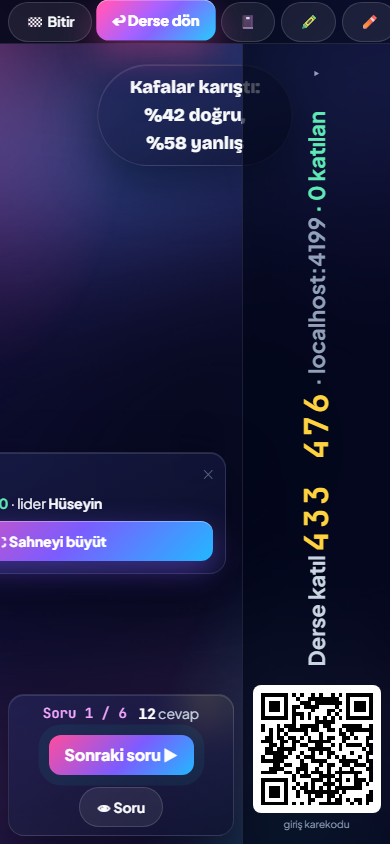 Bitir
Derse dön
Kafalar karıştı:
%42 doğru,
%58 yanlış
Derse katıl 433 476 · localhost:4199 · 0 katılan
0 · lider Hüseyin
Sahneyi büyüt
Soru 1 / 6 12 cevap
Sonraki soru
Soru
giriş karekodu